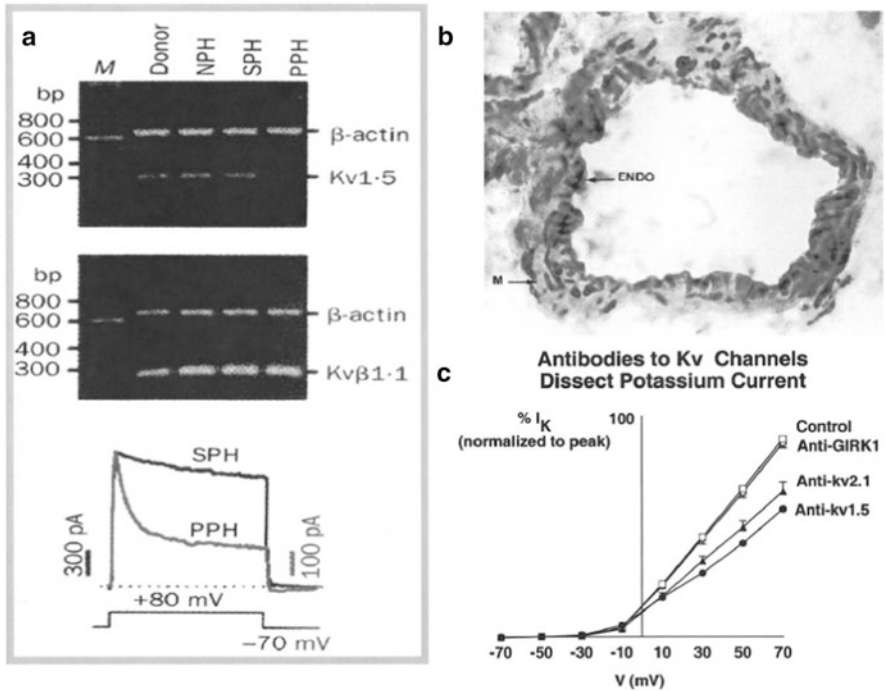 a
M
Donor
NPH
SPH
PPH
bp
800
600
400
300
β-actin
Kv1·5
bp
800
600
400
300
β-actin
Kvβ1·1
SPH
PPH
300 pA
100 pA
+80 mV
−70 mV
b
ENDO
M
Antibodies to Kv Channels
Dissect Potassium Current
c
% IK
(normalized to peak)
100
Control
Anti-GIRK1
Anti-kv2.1
Anti-kv1.5
-70 -50 -30 -10 10 30 50 70
V (mV)